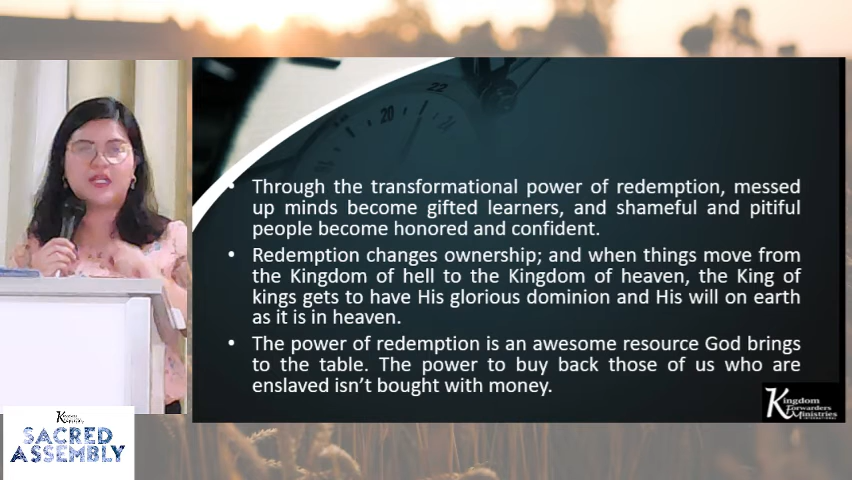 20
22
24
• Through the transformational power of redemption, messed
up minds become gifted learners, and shameful and pitiful
people become honored and confident.
• Redemption changes ownership; and when things move from
the Kingdom of hell to the Kingdom of heaven, the King of
kings gets to have His glorious dominion and His will on earth
as it is in heaven.
• The power of redemption is an awesome resource God brings
to the table. The power to buy back those of us who are
enslaved isn't bought with money.
Kingdom
Forwarders
Ministries
INTERNATIONAL
SACRED
ASSEMBLY